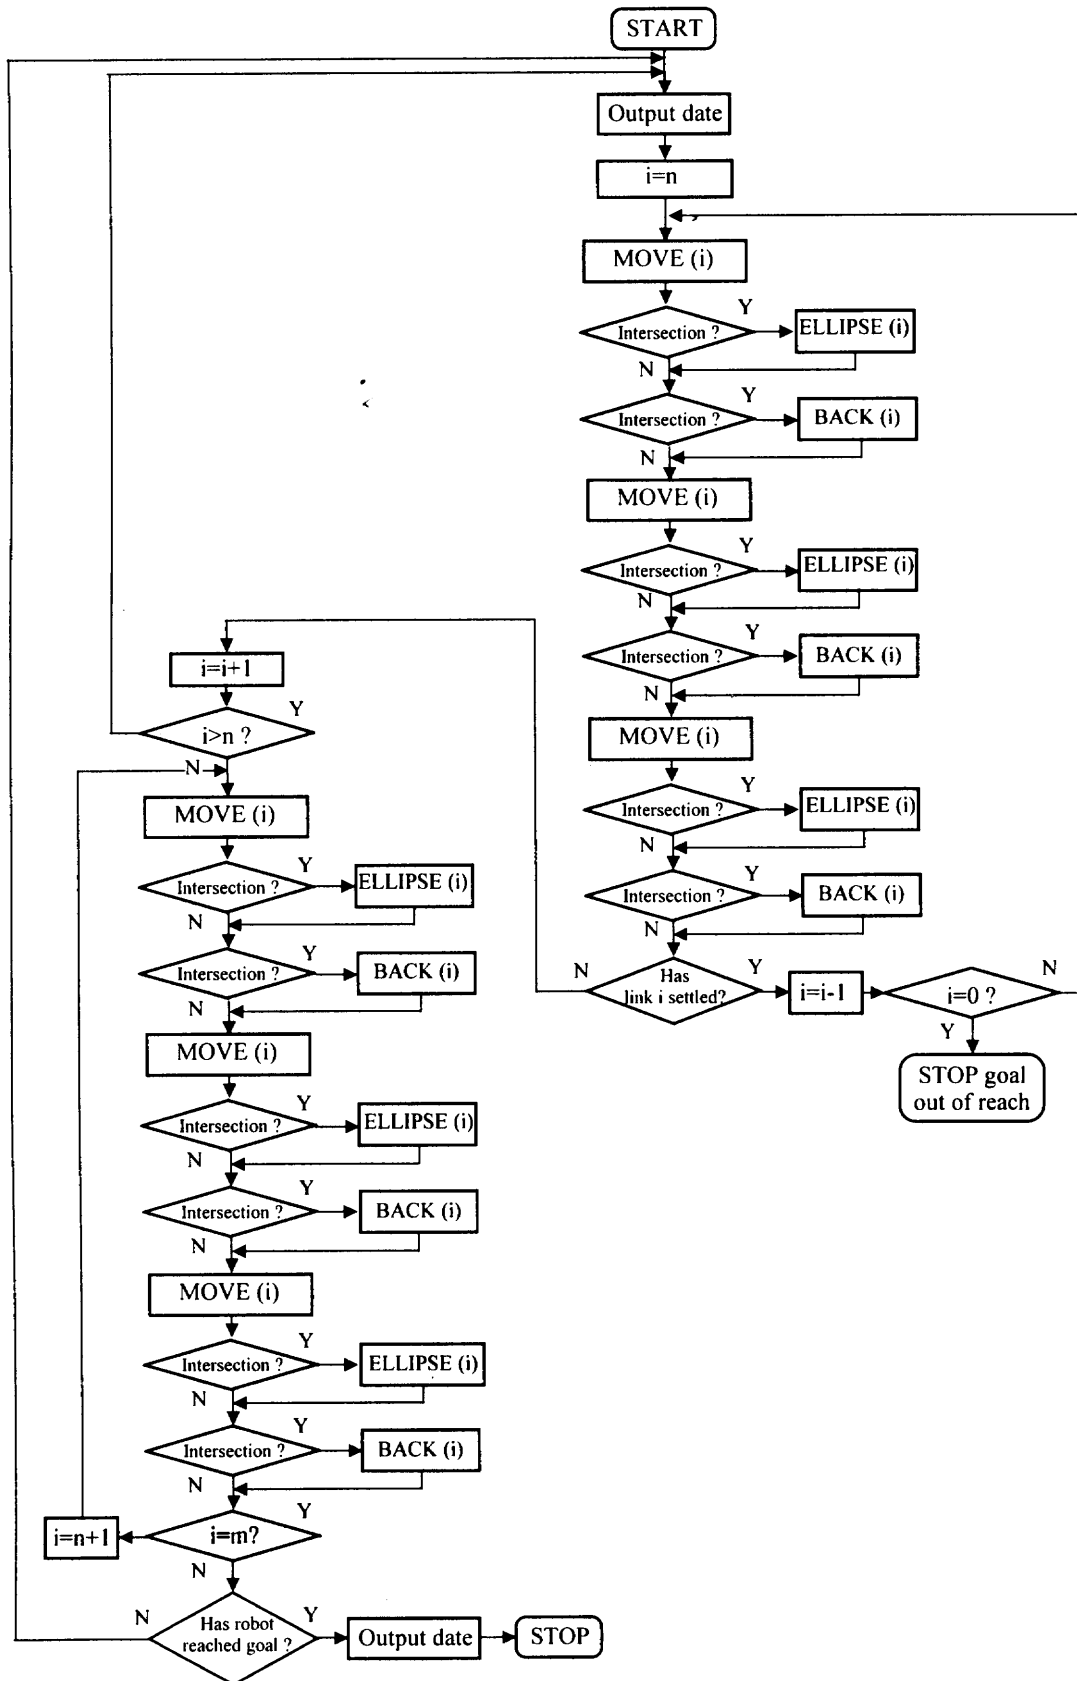 START
Output date
i=n
MOVE (i)
Y
Intersection ?
ELLIPSE (i)
N
Y
Intersection ?
BACK (i)
N
MOVE (i)
Y
Intersection ?
ELLIPSE (i)
N
Y
Intersection ?
BACK (i)
N
MOVE (i)
Y
Intersection ?
ELLIPSE (i)
N
Y
Intersection ?
BACK (i)
N
N
Has
link i settled?
Y
i=i-1
i=0 ?
N
Y
STOP goal
out of reach
i=i+1
Y
i>n ?
N
MOVE (i)
Y
Intersection ?
ELLIPSE (i)
N
Y
Intersection ?
BACK (i)
N
MOVE (i)
Y
Intersection ?
ELLIPSE (i)
N
Y
Intersection ?
BACK (i)
N
MOVE (i)
Y
Intersection ?
ELLIPSE (i)
N
Y
Intersection ?
BACK (i)
N
Y
i=n+1
i=m?
N
N
Has robot
reached goal ?
Y
Output date
STOP